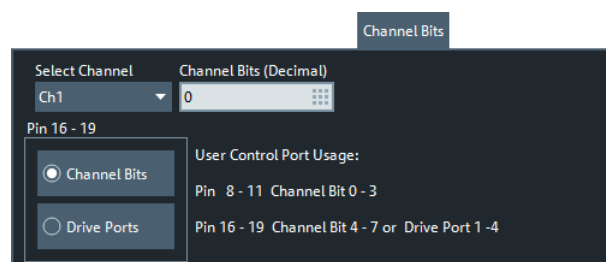 Channel Bits
Select Channel Channel Bits (Decimal)
Ch1 0
Pin 16 - 19
Channel Bits
Drive Ports
User Control Port Usage:
Pin 8 - 11 Channel Bit 0 - 3
Pin 16 - 19 Channel Bit 4 - 7 or Drive Port 1 -4